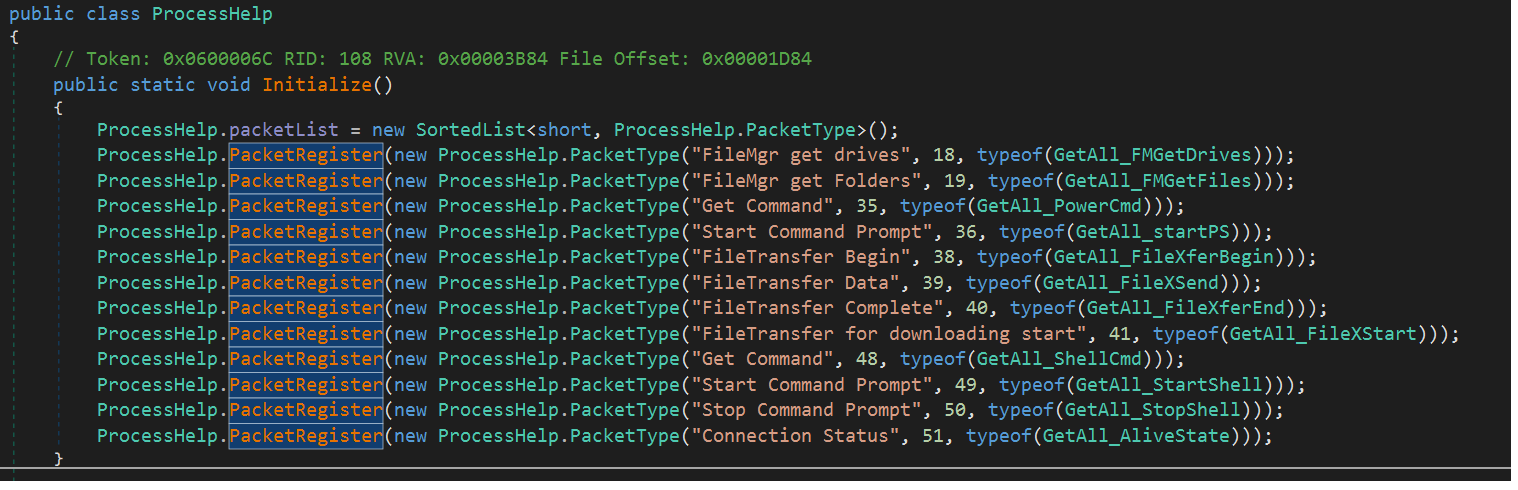 public class ProcessHelp
{
// Token: 0x0600006C RID: 108 RVA: 0x00003B84 File Offset: 0x00001D84
public static void Initialize()
{
ProcessHelp.packetList = new SortedList<short, ProcessHelp.PacketType>();
ProcessHelp.PacketRegister(new ProcessHelp.PacketType("FileMgr get drives", 18, typeof(GetAll_FMGetDrives)));
ProcessHelp.PacketRegister(new ProcessHelp.PacketType("FileMgr get Folders", 19, typeof(GetAll_FMGetFiles)));
ProcessHelp.PacketRegister(new ProcessHelp.PacketType("Get Command", 35, typeof(GetAll_PowerCmd)));
ProcessHelp.PacketRegister(new ProcessHelp.PacketType("Start Command Prompt", 36, typeof(GetAll_startPS)));
ProcessHelp.PacketRegister(new ProcessHelp.PacketType("FileTransfer Begin", 38, typeof(GetAll_FileXferBegin)));
ProcessHelp.PacketRegister(new ProcessHelp.PacketType("FileTransfer Data", 39, typeof(GetAll_FileXSend)));
ProcessHelp.PacketRegister(new ProcessHelp.PacketType("FileTransfer Complete", 40, typeof(GetAll_FileXferEnd)));
ProcessHelp.PacketRegister(new ProcessHelp.PacketType("FileTransfer for downloading start", 41, typeof(GetAll_FileXStart)));
ProcessHelp.PacketRegister(new ProcessHelp.PacketType("Get Command", 48, typeof(GetAll_ShellCmd)));
ProcessHelp.PacketRegister(new ProcessHelp.PacketType("Start Command Prompt", 49, typeof(GetAll_StartShell)));
ProcessHelp.PacketRegister(new ProcessHelp.PacketType("Stop Command Prompt", 50, typeof(GetAll_StopShell)));
ProcessHelp.PacketRegister(new ProcessHelp.PacketType("Connection Status", 51, typeof(GetAll_AliveState)));
}